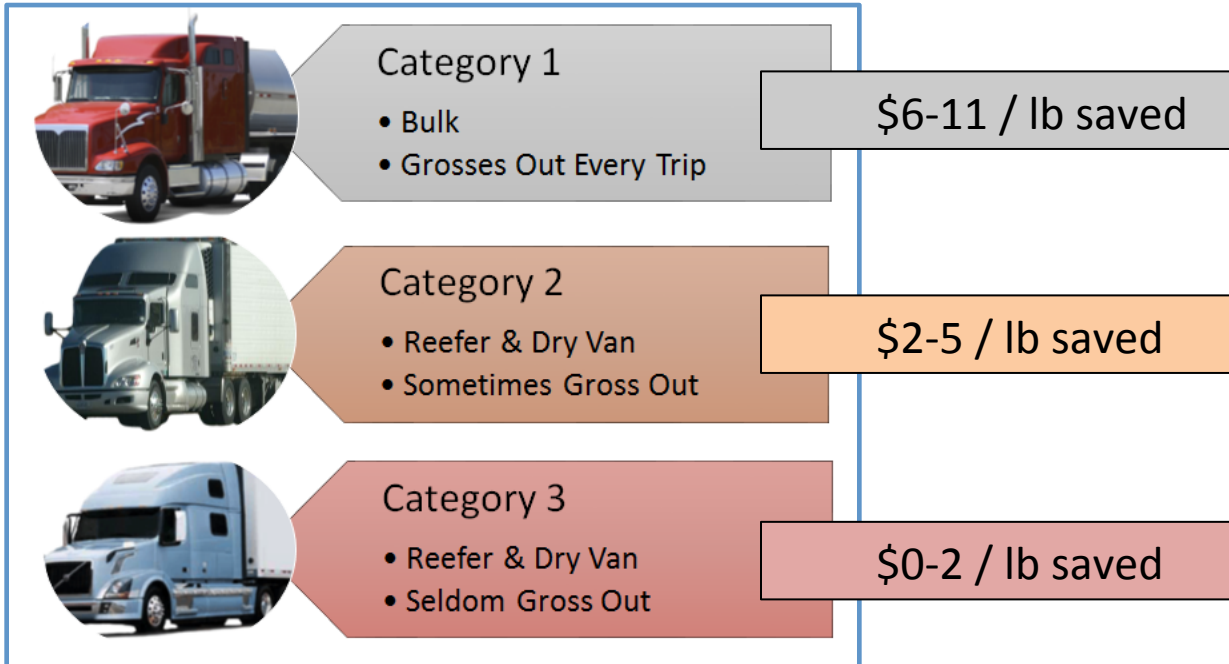 Category 1
• Bulk
• Grosses Out Every Trip
$6-11 / lb saved
Category 2
• Reefer & Dry Van
• Sometimes Gross Out
$2-5 / lb saved
Category 3
• Reefer & Dry Van
• Seldom Gross Out
$0-2 / lb saved